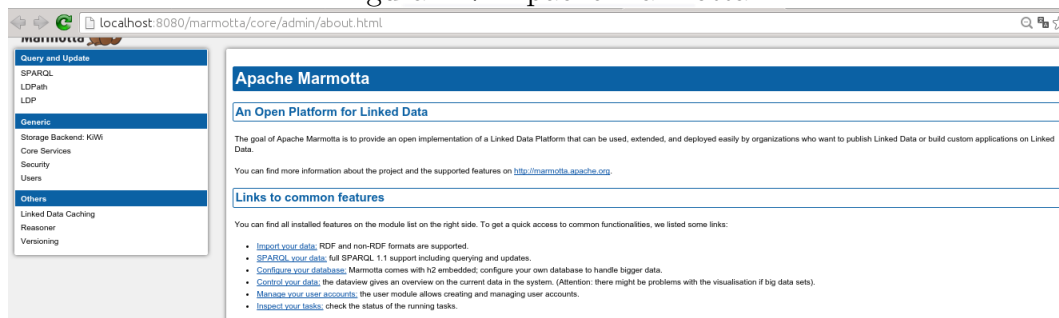 localhost:8080/marmotta/core/admin/about.html
Marmotta
Query and Update
SPARQL
LDPath
LDP
Generic
Storage Backend: KiWi
Core Services
Security
Users
Others
Linked Data Caching
Reasoner
Versioning
Apache Marmotta
An Open Platform for Linked Data
The goal of Apache Marmotta is to provide an open implementation of a Linked Data Platform that can be used, extended, and deployed easily by organizations who want to publish Linked Data or build custom applications on Linked
Data.
You can find more information about the project and the supported features on http://marmotta.apache.org.
Links to common features
You can find all installed features on the module list on the right side. To get a quick access to common functionalities, we listed some links:
Import your data: RDF and non-RDF formats are supported.
SPARQL your data: full SPARQL 1.1 support including querying and updates.
Configure your database: Marmotta comes with h2 embedded; configure your own database to handle bigger data.
Control your data: the dataview gives an overview on the current data in the system. (Attention: there might be problems with the visualisation if big data sets).
Manage your user accounts: the user module allows creating and managing user accounts.
Inspect your tasks: check the status of the running tasks.